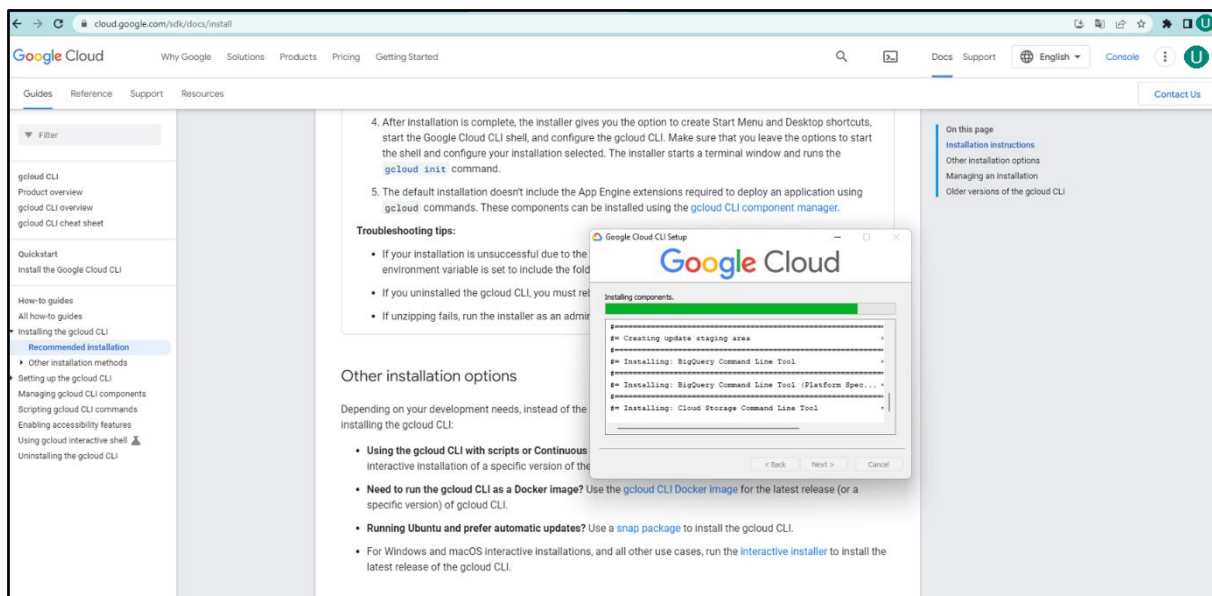 cloud.google.com/sdk/docs/install
U
Google Cloud
Why Google Solutions Products Pricing Getting Started
Docs Support
English
Console
U
Guides Reference Support Resources
Contact Us
Filter
gcloud CLI
Product overview
gcloud CLI overview
gcloud CLI cheat sheet
Quickstart
Install the Google Cloud CLI
How-to guides
All how-to guides
Installing the gcloud CLI
Recommended installation
Other installation methods
Setting up the gcloud CLI
Managing gcloud CLI components
Scripting gcloud CLI commands
Enabling accessibility features
Using gcloud interactive shell
Uninstalling the gcloud CLI
4. After installation is complete, the installer gives you the option to create Start Menu and Desktop shortcuts,
start the Google Cloud CLI shell, and configure the gcloud CLI. Make sure that you leave the options to start
the shell and configure your installation selected. The installer starts a terminal window and runs the
gcloud init command.
5. The default installation doesn't include the App Engine extensions required to deploy an application using
gcloud commands. These components can be installed using the gcloud CLI component manager.
Troubleshooting tips:
• If your installation is unsuccessful due to the
environment variable is set to include the fold
• If you uninstalled the gcloud CLI, you must rei
• If unzipping fails, run the installer as an admir
Other installation options
Depending on your development needs, instead of the
installing the gcloud CLI:
• Using the gcloud CLI with scripts or Continuous
interactive installation of a specific version of the
• Need to run the gcloud CLI as a Docker image? Use the gcloud CLI Docker image for the latest release (or a
specific version) of gcloud CLI.
• Running Ubuntu and prefer automatic updates? Use a snap package to install the gcloud CLI.
• For Windows and macOS interactive installations, and all other use cases, run the interactive installer to install the
latest release of the gcloud CLI.
Google Cloud CLI Setup
Google Cloud
Installing components.
#= Creating update staging area
#= Installing: BigQuery Command Line Tool
#= Installing: BigQuery Command Line Tool (Platform Spec...
#= Installing: Cloud Storage Command Line Tool
< Back Next > Cancel
On this page
Installation instructions
Other installation options
Managing an installation
Older versions of the gcloud CLI